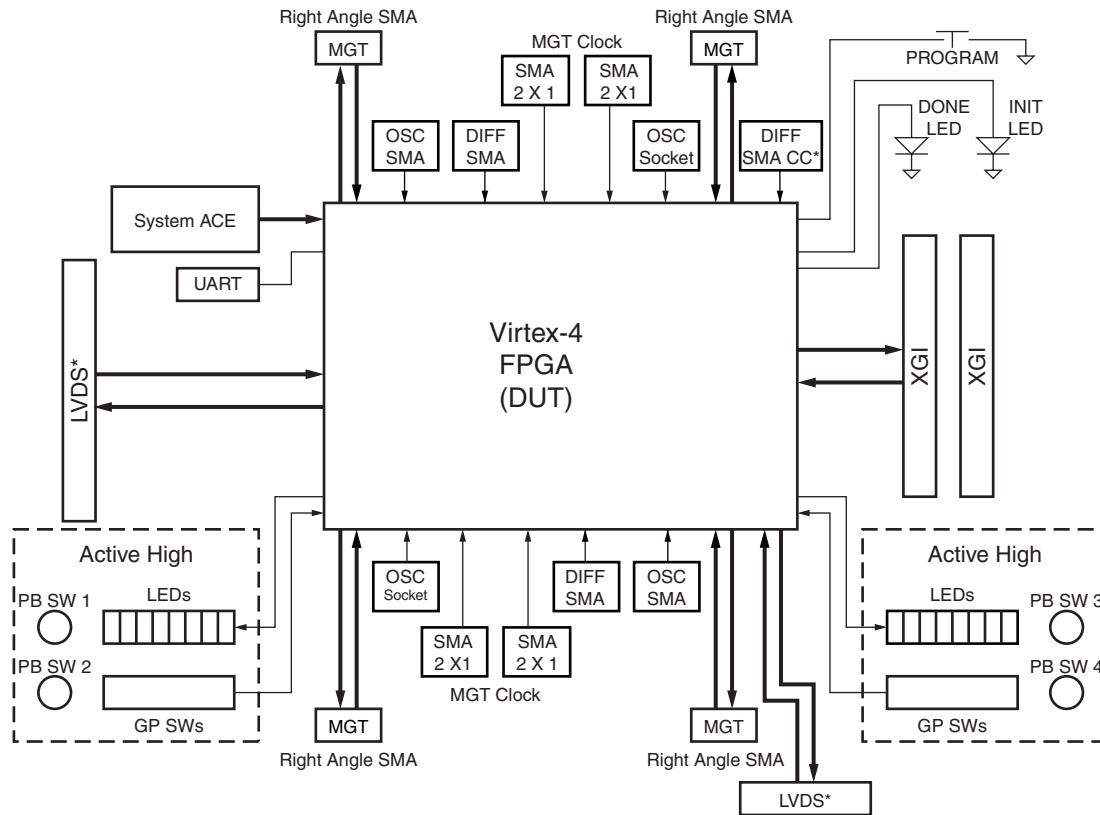 Right Angle SMA
MGT
MGT Clock
SMA
2 X 1
SMA
2 X1
Right Angle SMA
MGT
PROGRAM
DONE
LED
INIT
LED
OSC
SMA
DIFF
SMA
OSC
Socket
DIFF
SMA CC*
System ACE
UART
LVDS*
Virtex-4
FPGA
(DUT)
XGI
XGI
Active High
LEDs
PB SW 1
PB SW 2
GP SWs
OSC
Socket
DIFF
SMA
OSC
SMA
SMA
2 X1
SMA
2 X 1
MGT Clock
MGT
Right Angle SMA
MGT
Right Angle SMA
LVDS*
Active High
LEDs
PB SW 3
PB SW 4
GP SWs